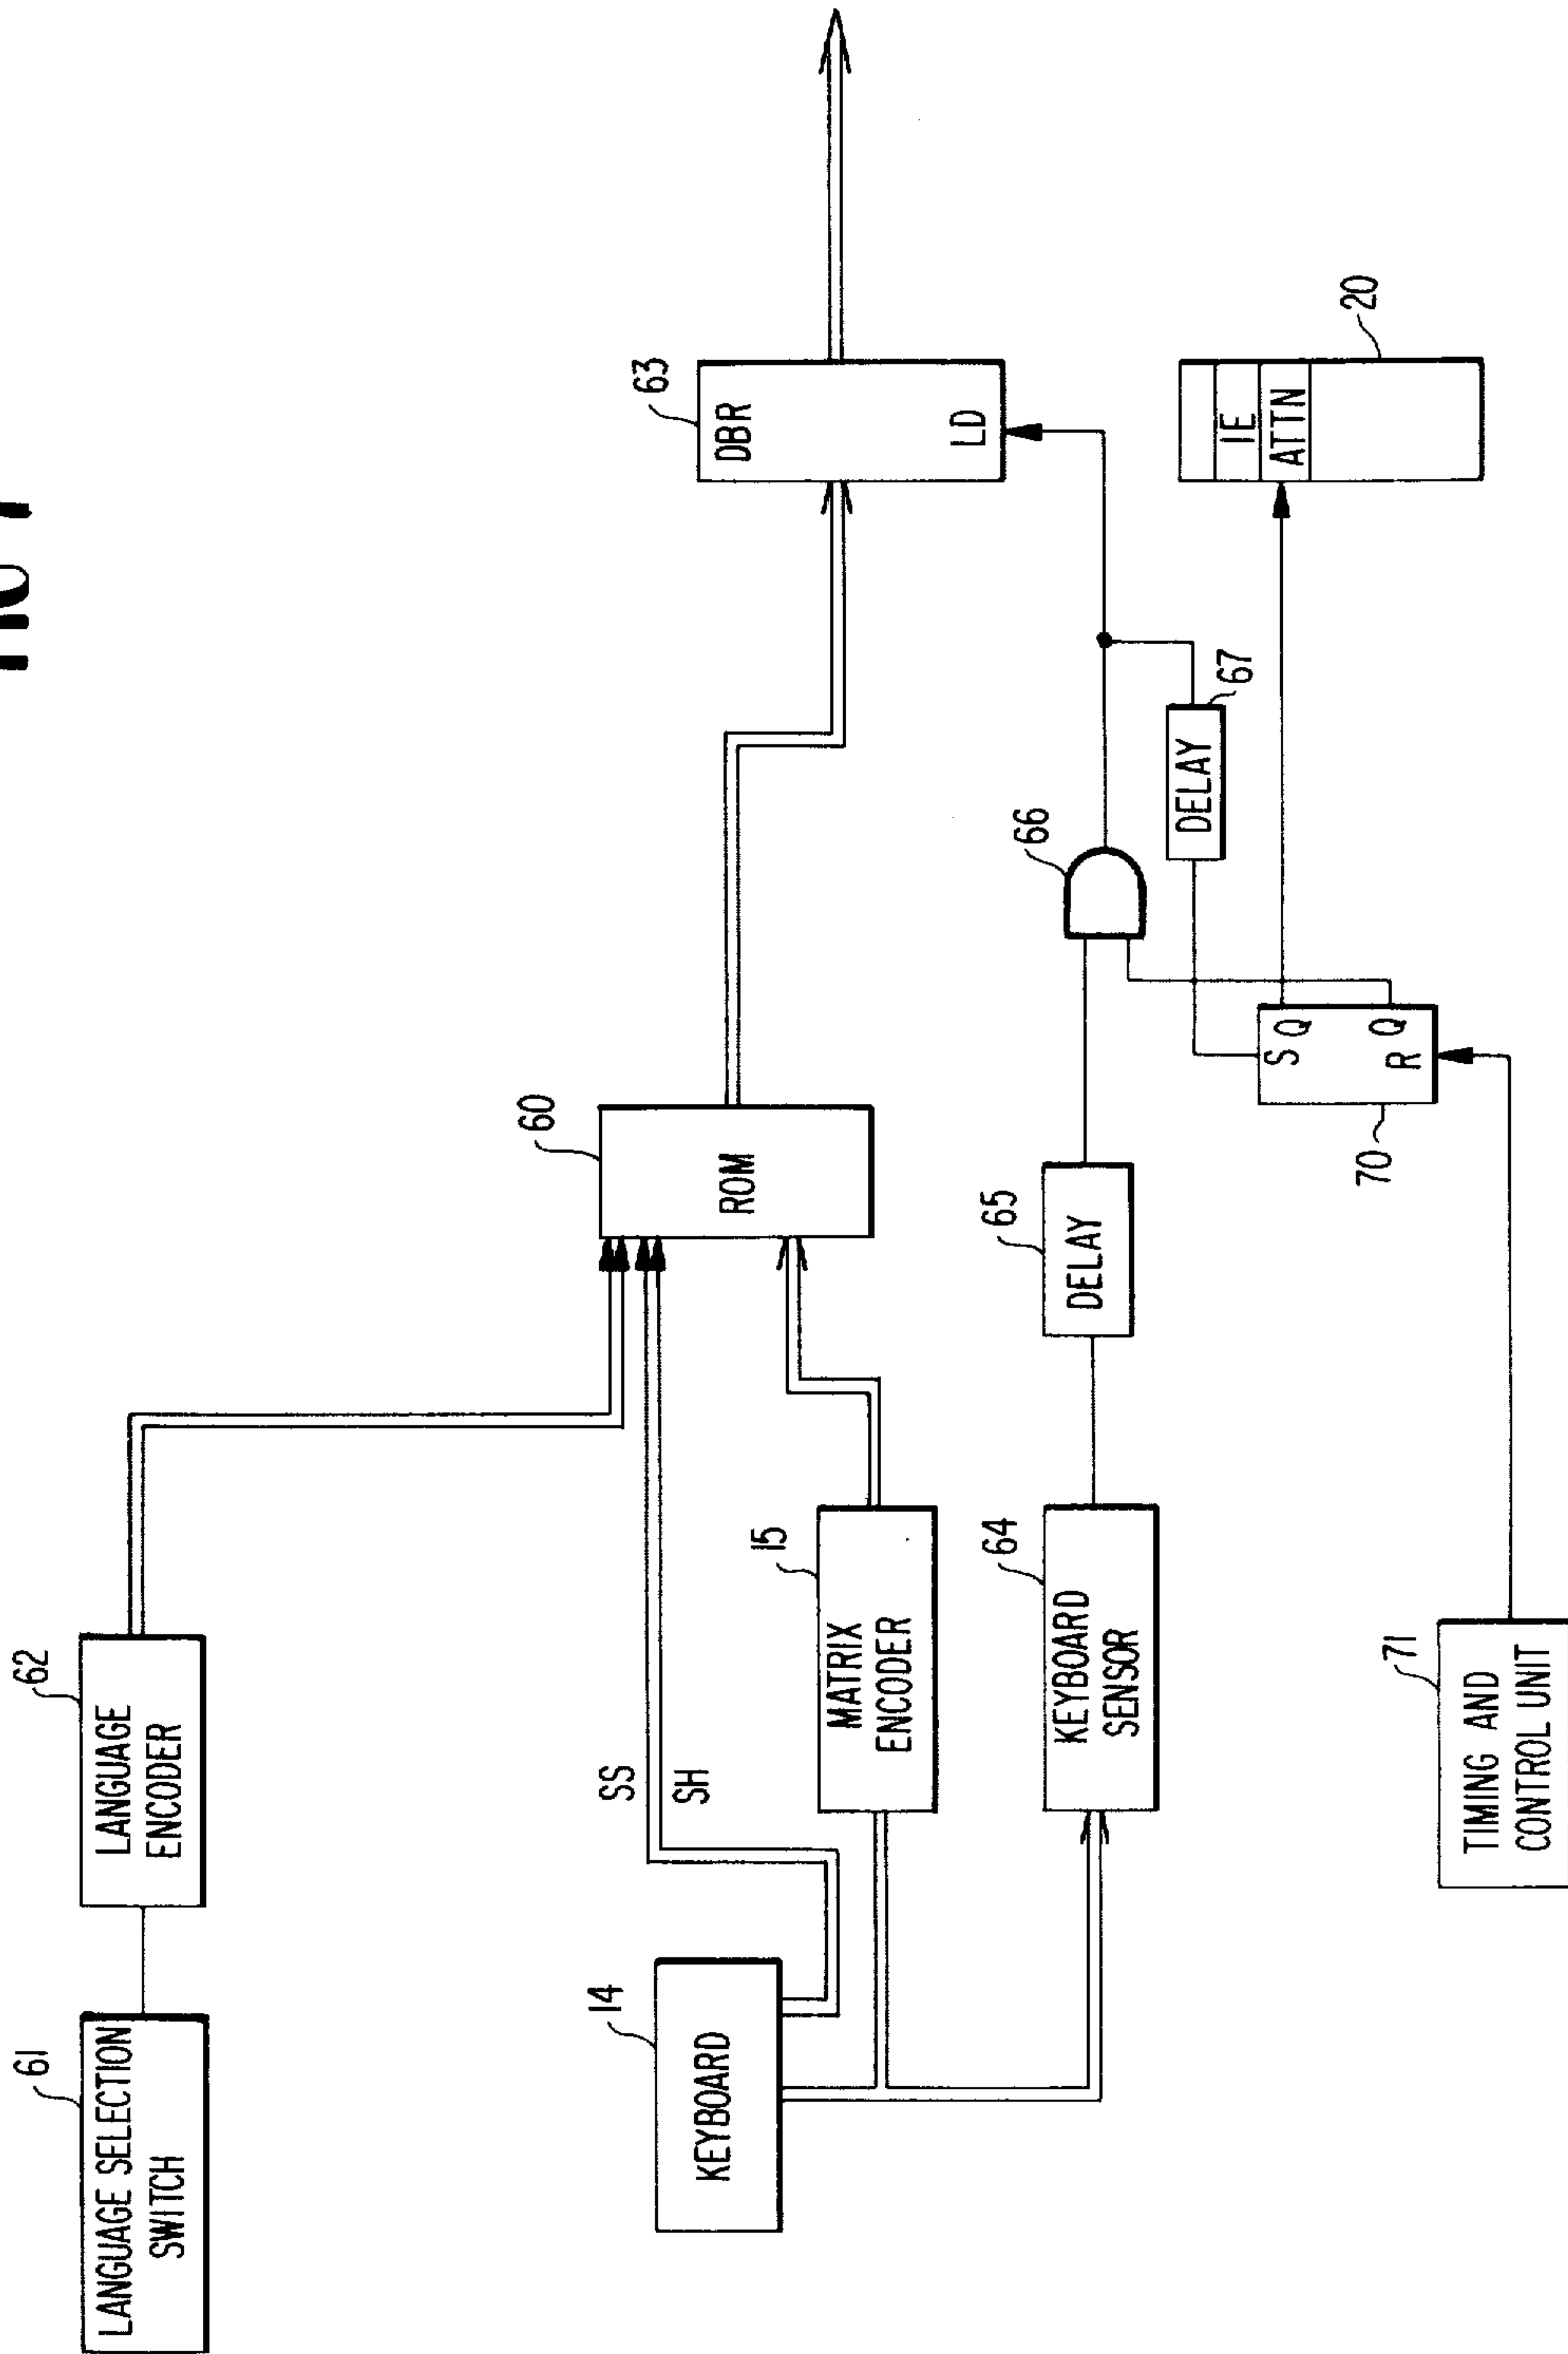 61
LANGUAGE SELECTION
SWITCH
62
LANGUAGE
ENCODER
14
KEYBOARD
SS
SH
15
MATRIX
ENCODER
64
KEYBOARD
SENSOR
71
TIMING AND
CONTROL UNIT
60
ROM
65
DELAY
66
70
S
Q
R
Q
67
DELAY
63
DBR
LD
20
IE
ATTN